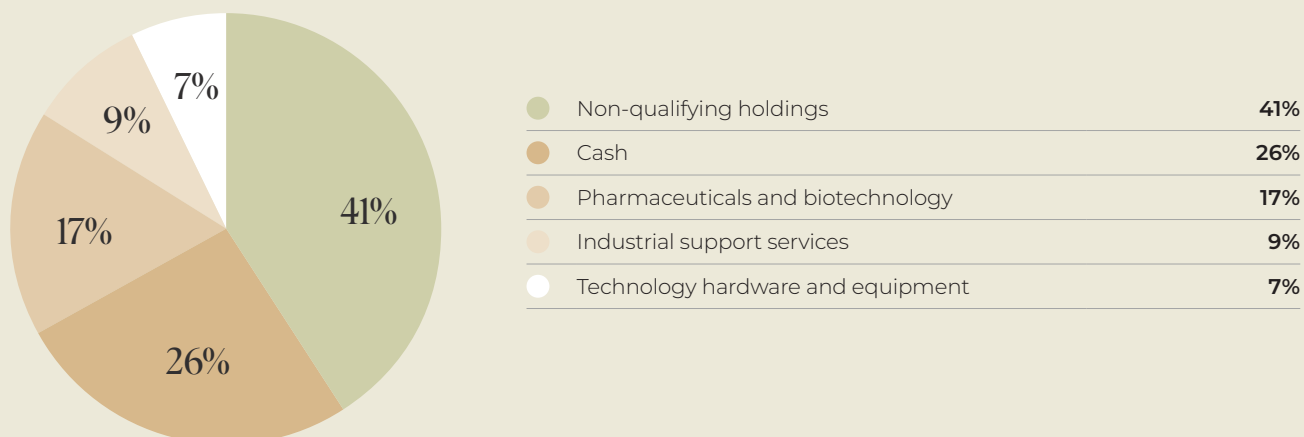 7%
9%
41%
17%
26%
Non-qualifying holdings 41%
Cash 26%
Pharmaceuticals and biotechnology 17%
Industrial support services 9%
Technology hardware and equipment 7%